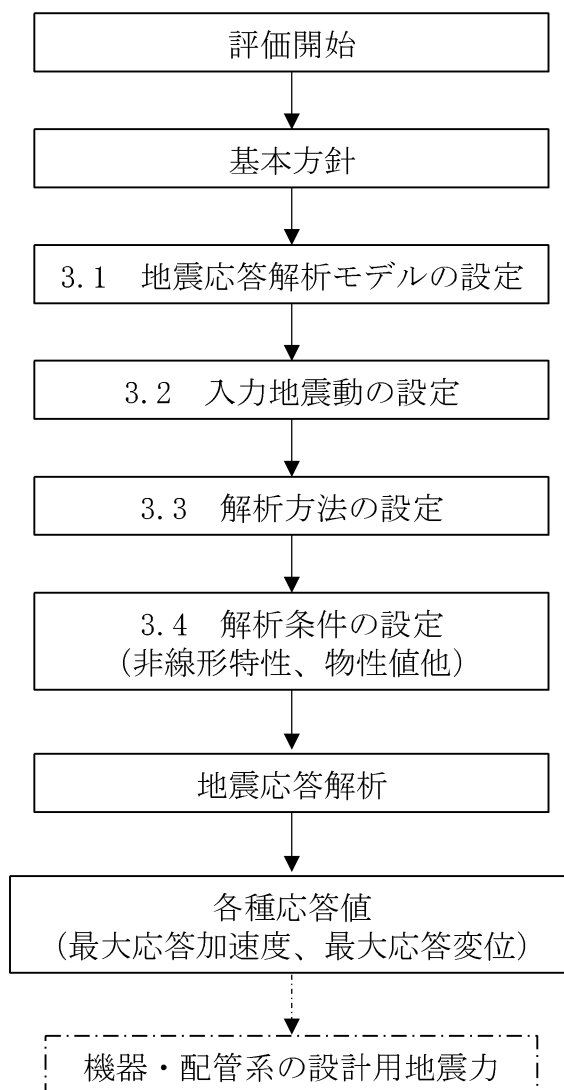 評価開始
基本方針
3.1　地震応答解析モデルの設定
3.2　入力地震動の設定
3.3　解析方法の設定
3.4　解析条件の設定
（非線形特性、物性値他）
地震応答解析
各種応答値
（最大応答加速度、最大応答変位）
機器・配管系の設計用地震力